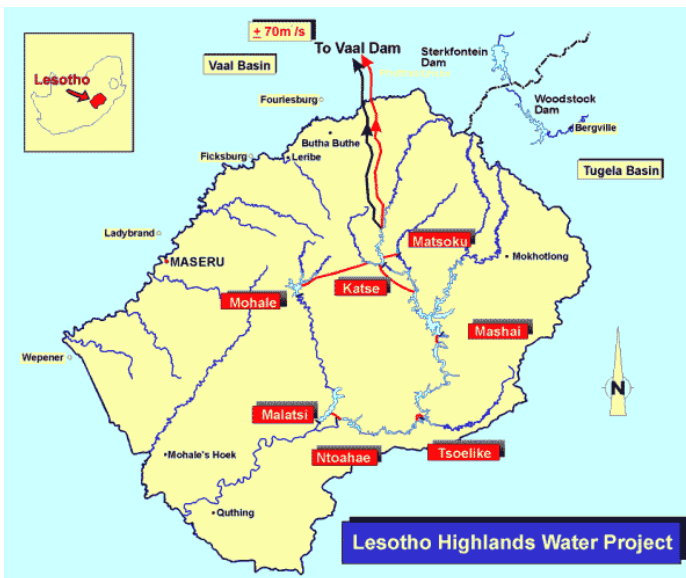 ± 70m /s
To Vaal Dam
Sterkfontein
Dam
Vaal Basin
Lesotho
Fouriesburg
Woodstock
Dam
Bergville
Butha Buthe
Ficksburg
Leribe
Tugela Basin
Ladybrand
Matsoku
Mokhotlong
MASERU
Katse
Mohale
Mashai
Wepener
N
Malatsi
Mohale's Hoek
Ntoahae
Tsoelike
Quthing
Lesotho Highlands Water Project